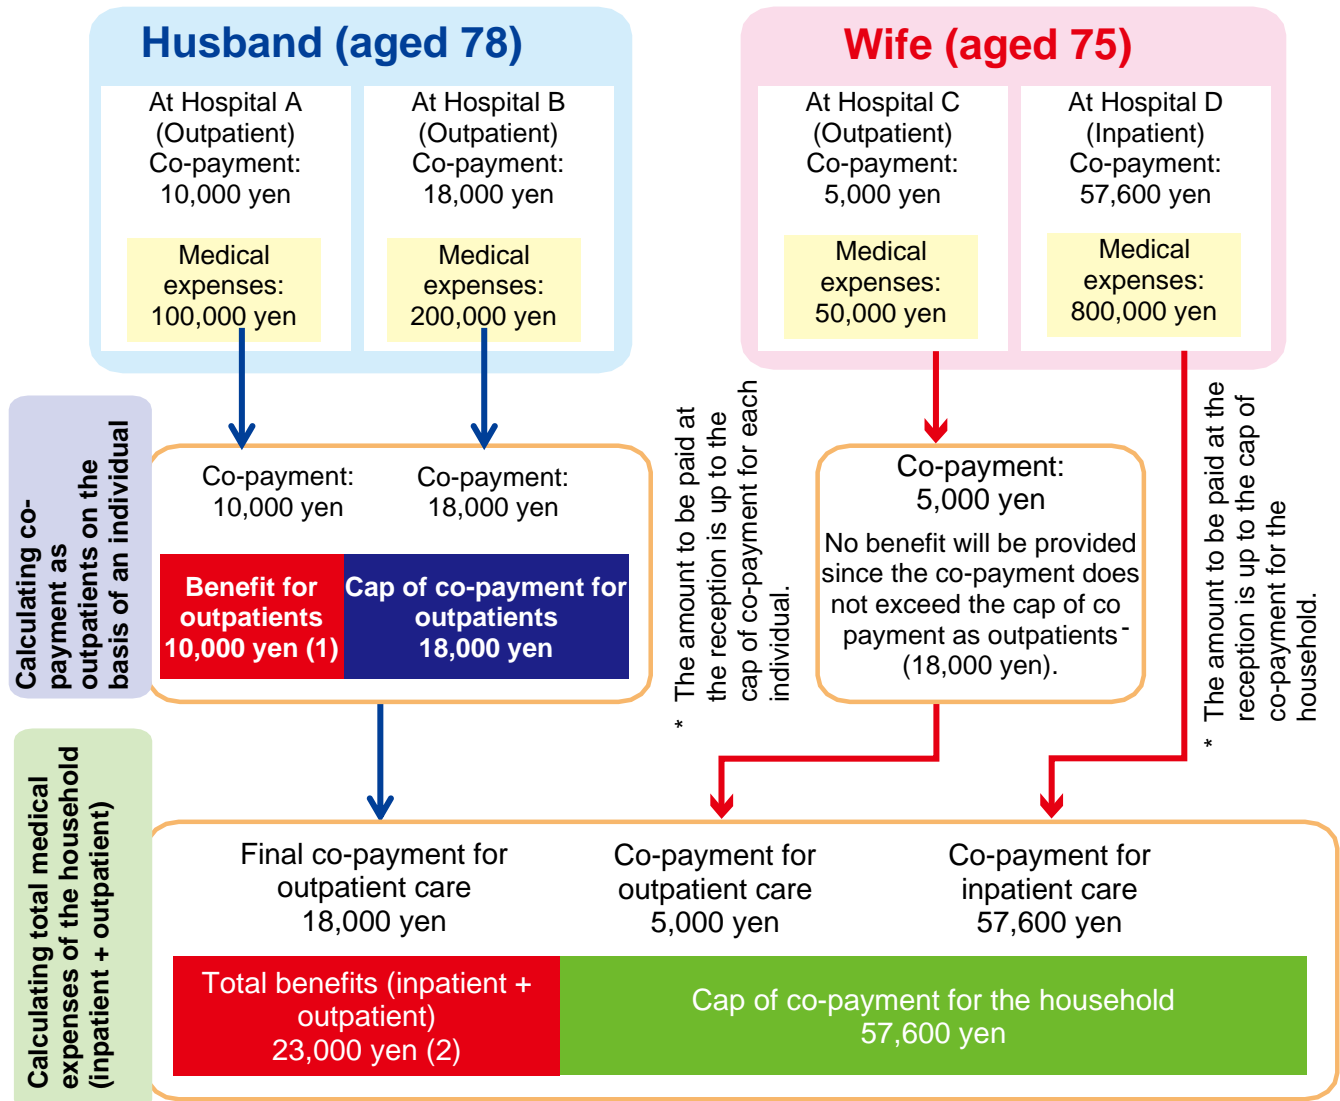 Husband (aged 78)
At Hospital A
(Outpatient)
Co-payment:
10,000 yen
Medical
expenses:
100,000 yen
At Hospital B
(Outpatient)
Co-payment:
18,000 yen
Medical
expenses:
200,000 yen
Wife (aged 75)
At Hospital C
(Outpatient)
Co-payment:
5,000 yen
Medical
expenses:
50,000 yen
At Hospital D
(Inpatient)
Co-payment:
57,600 yen
Medical
expenses:
800,000 yen
Calculating co-
payment as
outpatients on the
basis of an individual
Co-payment:
10,000 yen
Co-payment:
18,000 yen
Benefit for
outpatients
10,000 yen (1)
Cap of co-payment for
outpatients
18,000 yen
* The amount to be paid at
the reception is up to the
cap of co-payment for each
individual.
Co-payment:
5,000 yen
No benefit will be provided
since the co-payment does
not exceed the cap of co
payment as outpatients -
(18,000 yen).
* The amount to be paid at the
reception is up to the cap of
co-payment for the
household.
Calculating total medical
expenses of the household
(inpatient + outpatient)
Final co-payment for
outpatient care
18,000 yen
Co-payment for
outpatient care
5,000 yen
Co-payment for
inpatient care
57,600 yen
Total benefits (inpatient +
outpatient)
23,000 yen (2)
Cap of co-payment for the household
57,600 yen